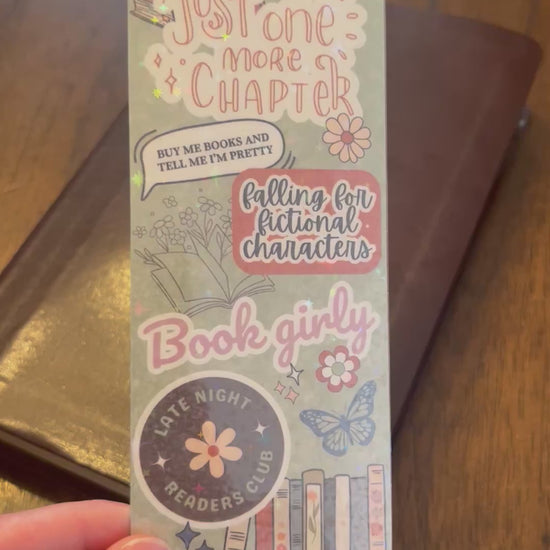 JUST one
MORE
CHAPTER
BUY ME BOOKS AND
TELL ME I'M PRETTY
falling for
fictional
characters
Book girly
LATE NIGHT
READERS CLUB